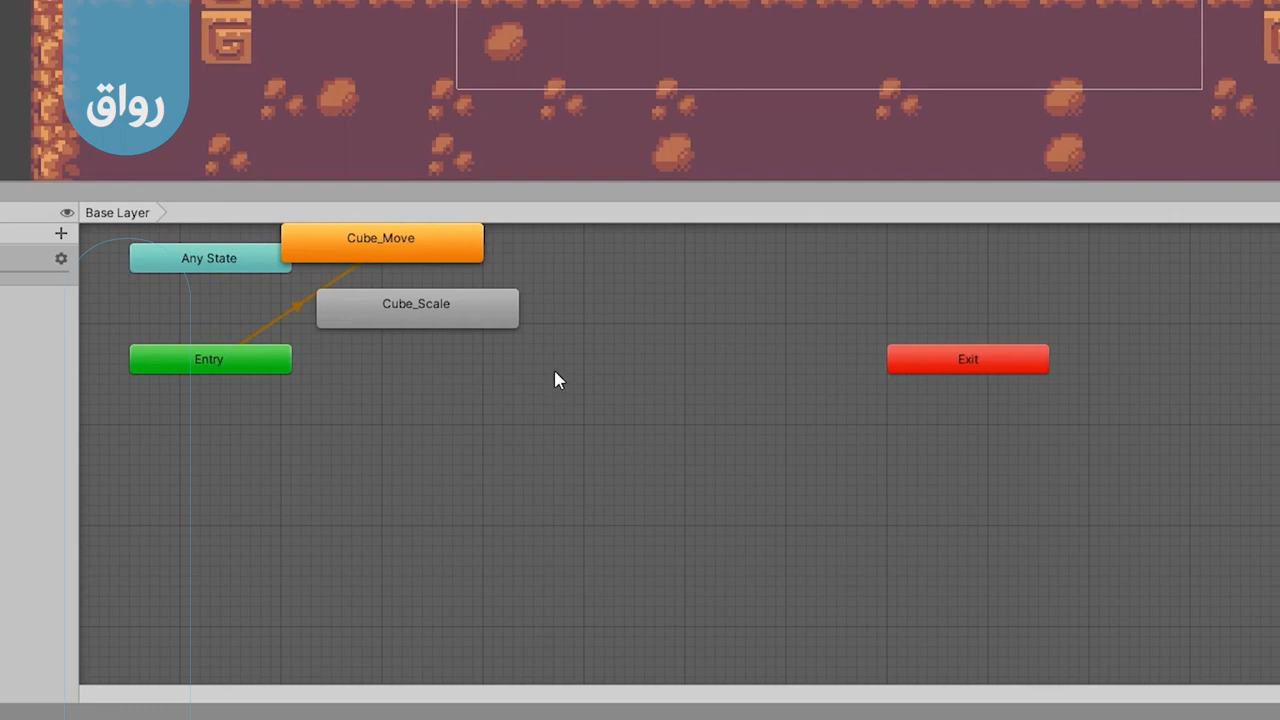 رواق
Base Layer
Cube_Move
Any State
Cube_Scale
Entry
Exit